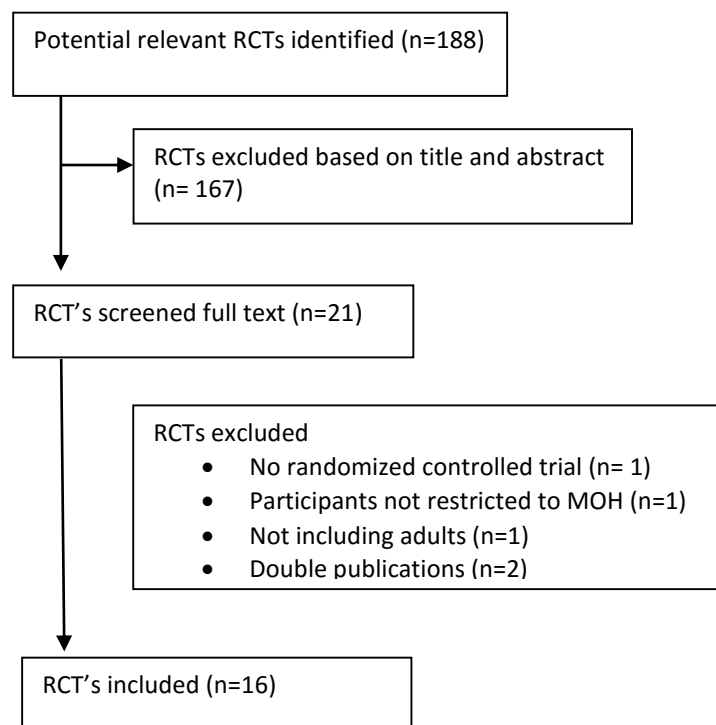 Potential relevant RCTs identified (n=188)
RCTs excluded based on title and abstract
(n= 167)
RCT’s screened full text (n=21)
RCTs excluded
• No randomized controlled trial (n= 1)
• Participants not restricted to MOH (n=1)
• Not including adults (n=1)
• Double publications (n=2)
RCT’s included (n=16)